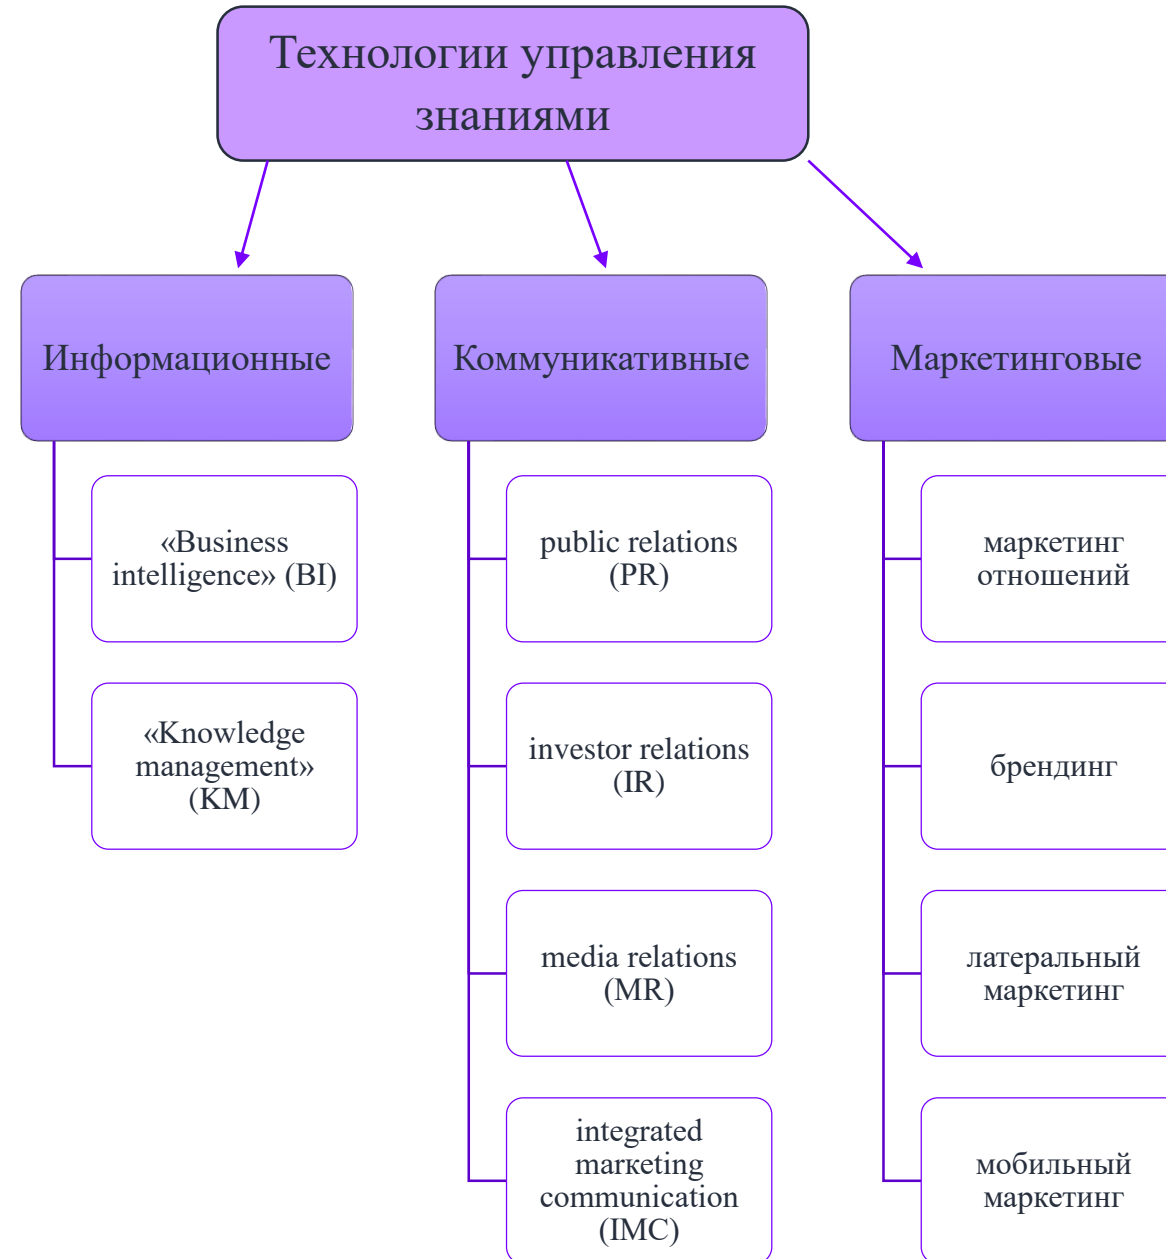 Технологии управления
знаниями
Информационные
«Business
intelligence» (BI)
«Knowledge
management»
(KM)
Коммуникативные
public relations
(PR)
investor relations
(IR)
media relations
(MR)
integrated
marкeting
communication
(IMC)
Маркетинговые
маркетинг
отношений
брендинг
латеральный
маркетинг
мобильный
маркетинг